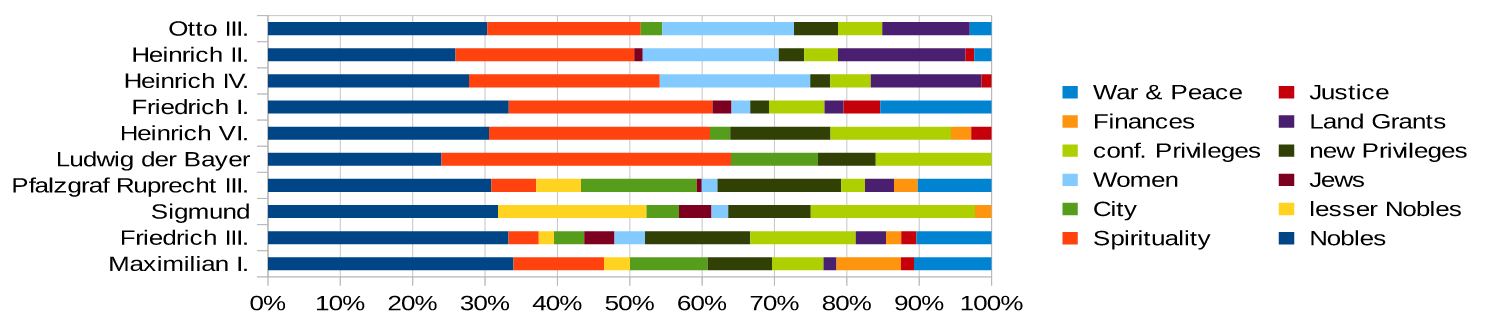 Otto III.
Heinrich II.
Heinrich IV.
Friedrich I.
Heinrich VI.
Ludwig der Bayer
Pfalzgraf Ruprecht III.
Sigmund
Friedrich III.
Maximilian I.
0% 10% 20% 30% 40% 50% 60% 70% 80% 90% 100%
War & Peace Justice
Finances Land Grants
conf. Privileges new Privileges
Women Jews
City lesser Nobles
Spirituality Nobles